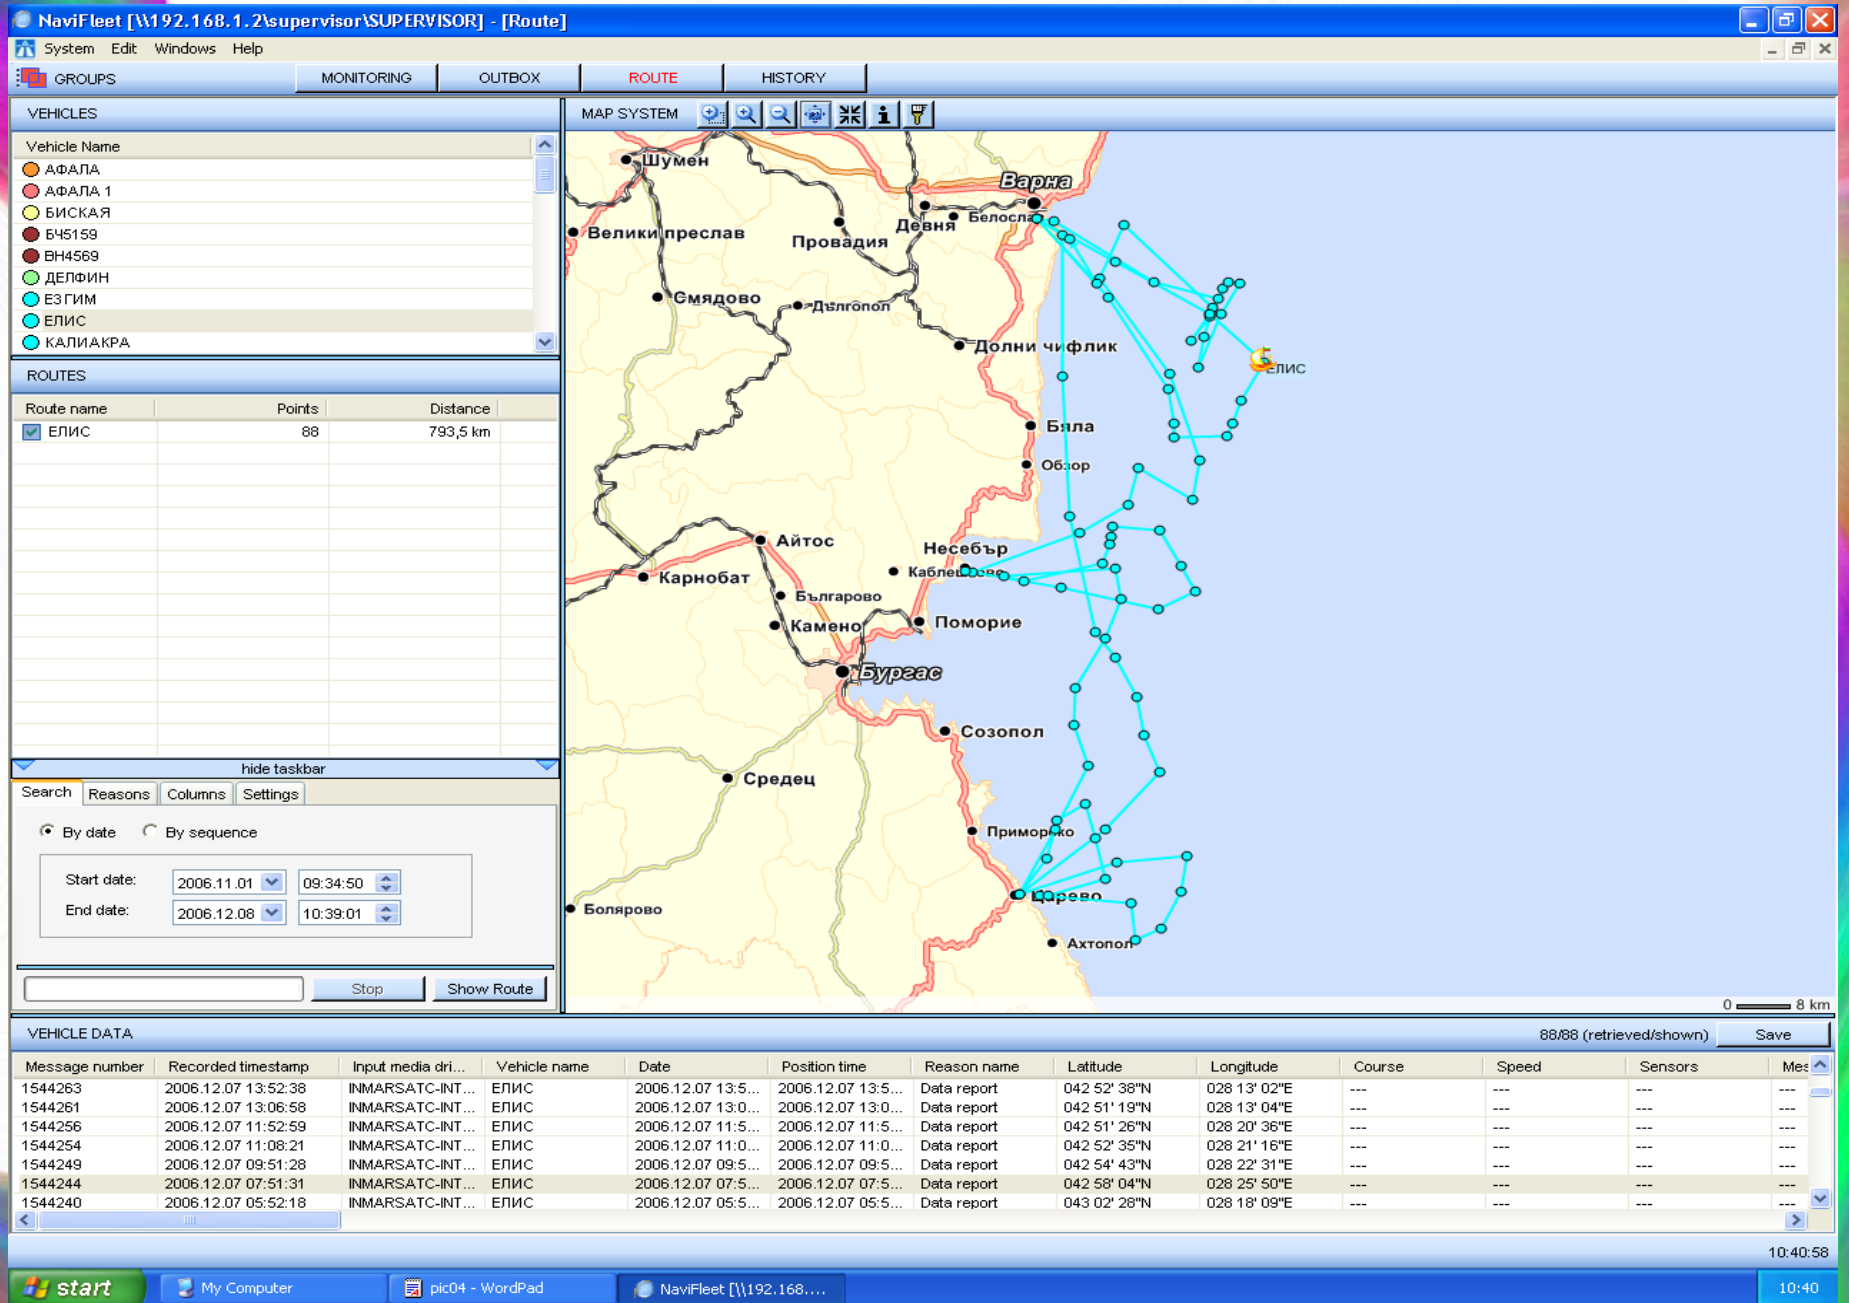 NaviFleet [\\192.168.1.2\supervisor\SUPERVISOR] - [Route]
System Edit Windows Help
GROUPS MONITORING OUTBOX ROUTE HISTORY
VEHICLES
Vehicle Name
АФАЛА
АФАЛА 1
БИСКАЯ
БЧ5159
ВН4569
ДЕЛФИН
ЕЗГИМ
ЕЛИС
КАЛИАКРА
ROUTES
Route name Points Distance
ЕЛИС 88 793,5 km
hide taskbar
Search Reasons Columns Settings
By date By sequence
Start date: 2006.11.01 09:34:50
End date: 2006.12.08 10:39:01
Stop Show Route
MAP SYSTEM
Шумен
Варна
Девня
Велики преслав
Провадия
Смядово
Дългопол
Долни чифлик
ЕЛИС
Бяла
Обзор
Айтос
Несебър
Карнобат
Българово
Камено
Поморие
Бургас
Созопол
Средец
Приморско
Царево
Болярово
Ахтопол
0 8 km
VEHICLE DATA 88/88 (retrieved/shown) Save
Message number Recorded timestamp Input media dri... Vehicle name Date Position time Reason name Latitude Longitude Course Speed Sensors Mes
1544263 2006.12.07 13:52:38 INMARSATC-INT... ЕЛИС 2006.12.07 13:5... 2006.12.07 13:5... Data report 042 52' 38"N 028 13' 02"E --- --- --- ---
1544261 2006.12.07 13:06:58 INMARSATC-INT... ЕЛИС 2006.12.07 13:0... 2006.12.07 13:0... Data report 042 51' 19"N 028 13' 04"E --- --- --- ---
1544256 2006.12.07 11:52:59 INMARSATC-INT... ЕЛИС 2006.12.07 11:5... 2006.12.07 11:5... Data report 042 51' 26"N 028 20' 36"E --- --- --- ---
1544254 2006.12.07 11:08:21 INMARSATC-INT... ЕЛИС 2006.12.07 11:0... 2006.12.07 11:0... Data report 042 52' 35"N 028 21' 16"E --- --- --- ---
1544249 2006.12.07 09:51:28 INMARSATC-INT... ЕЛИС 2006.12.07 09:5... 2006.12.07 09:5... Data report 042 54' 43"N 028 22' 31"E --- --- --- ---
1544244 2006.12.07 07:51:31 INMARSATC-INT... ЕЛИС 2006.12.07 07:5... 2006.12.07 07:5... Data report 042 58' 04"N 028 25' 50"E --- --- --- ---
1544240 2006.12.07 05:52:18 INMARSATC-INT... ЕЛИС 2006.12.07 05:5... 2006.12.07 05:5... Data report 043 02' 28"N 028 18' 09"E --- --- --- ---
10:40:58
start My Computer pic04 - WordPad NaviFleet [\\192.168.... 10:40